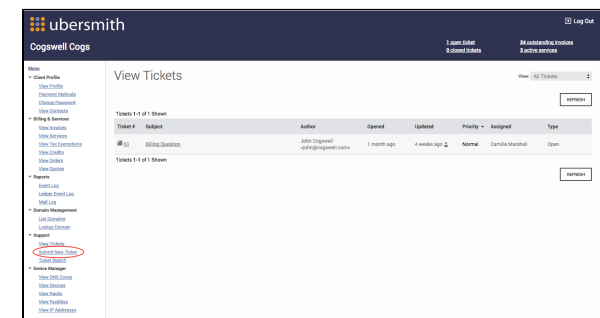 ubersmith
Log Out
Cogswell Cogs
1 open ticket
0 closed tickets
34 outstanding invoices
3 active services
Menu
Client Profile
View Profile
Payment Methods
Change Password
View Contacts
Billing & Services
View Invoices
View Services
View Tax Exemptions
View Credits
View Orders
View Quotes
Reports
Event Log
Ledger Event Log
Mail Log
Domain Management
List Domains
Lookup Domain
Support
View Tickets
Submit New Ticket
Ticket Search
Device Manager
View DNS Zones
View Devices
View Racks
View Facilities
View IP Addresses
View Tickets
View: All Tickets
REFRESH
Tickets 1-1 of 1 Shown
Ticket # Subject Author Opened Updated Priority Assigned Type
61 Billing Question John Cogswell <john@cogswell.com> 1 month ago 4 weeks ago Normal Camille Marshall Open
Tickets 1-1 of 1 Shown
REFRESH